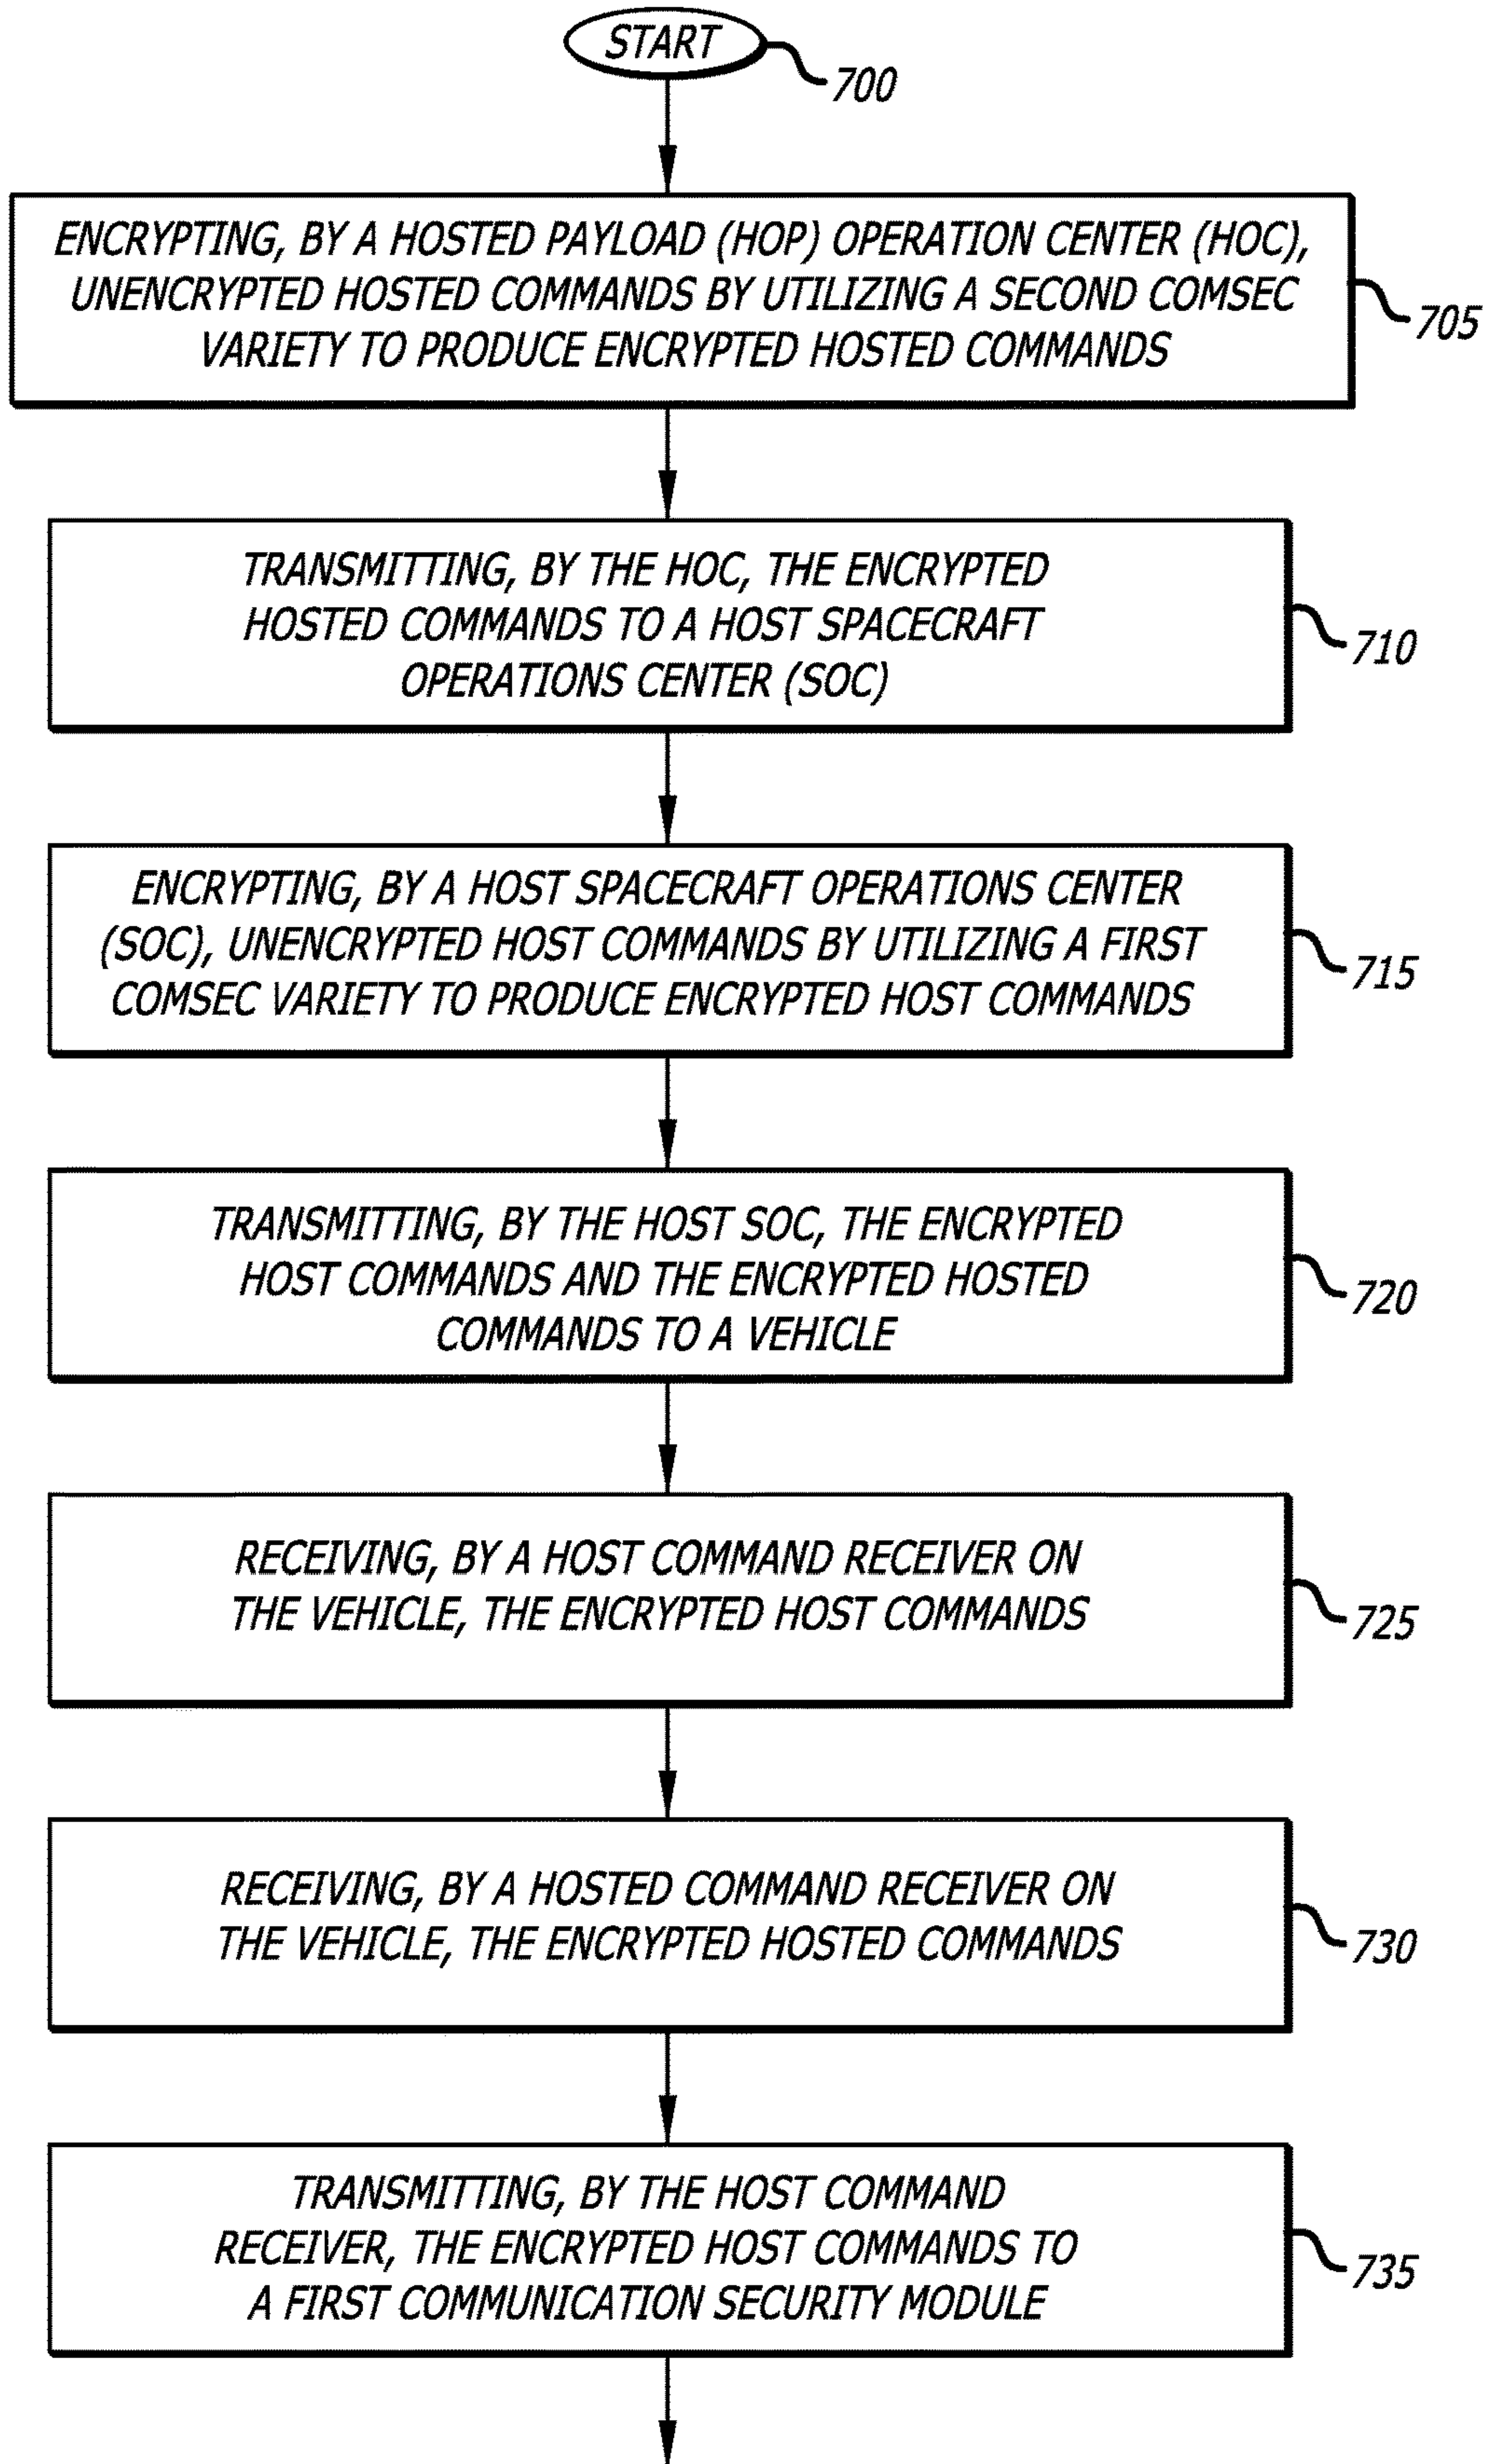 START
700
ENCRYPTING, BY A HOSTED PAYLOAD (HOP) OPERATION CENTER (HOC),
UNENCRYPTED HOSTED COMMANDS BY UTILIZING A SECOND COMSEC
VARIETY TO PRODUCE ENCRYPTED HOSTED COMMANDS
705
TRANSMITTING, BY THE HOC, THE ENCRYPTED
HOSTED COMMANDS TO A HOST SPACECRAFT
OPERATIONS CENTER (SOC)
710
ENCRYPTING, BY A HOST SPACECRAFT OPERATIONS CENTER
(SOC), UNENCRYPTED HOST COMMANDS BY UTILIZING A FIRST
COMSEC VARIETY TO PRODUCE ENCRYPTED HOST COMMANDS
715
TRANSMITTING, BY THE HOST SOC, THE ENCRYPTED
HOST COMMANDS AND THE ENCRYPTED HOSTED
COMMANDS TO A VEHICLE
720
RECEIVING, BY A HOST COMMAND RECEIVER ON
THE VEHICLE, THE ENCRYPTED HOST COMMANDS
725
RECEIVING, BY A HOSTED COMMAND RECEIVER ON
THE VEHICLE, THE ENCRYPTED HOSTED COMMANDS
730
TRANSMITTING, BY THE HOST COMMAND
RECEIVER, THE ENCRYPTED HOST COMMANDS TO
A FIRST COMMUNICATION SECURITY MODULE
735